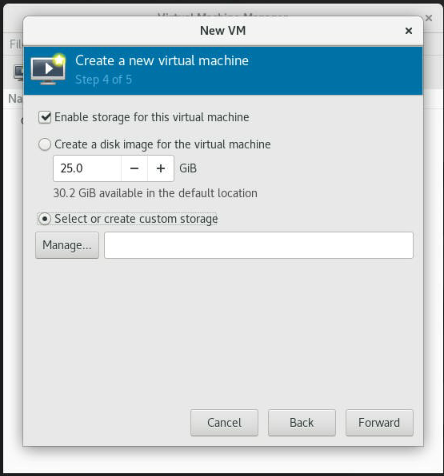 Virtual Machine Manager
New VM
Create a new virtual machine
Step 4 of 5
Enable storage for this virtual machine
Create a disk image for the virtual machine
25.0 − + GiB
30.2 GiB available in the default location
Select or create custom storage
Manage...
Cancel Back Forward